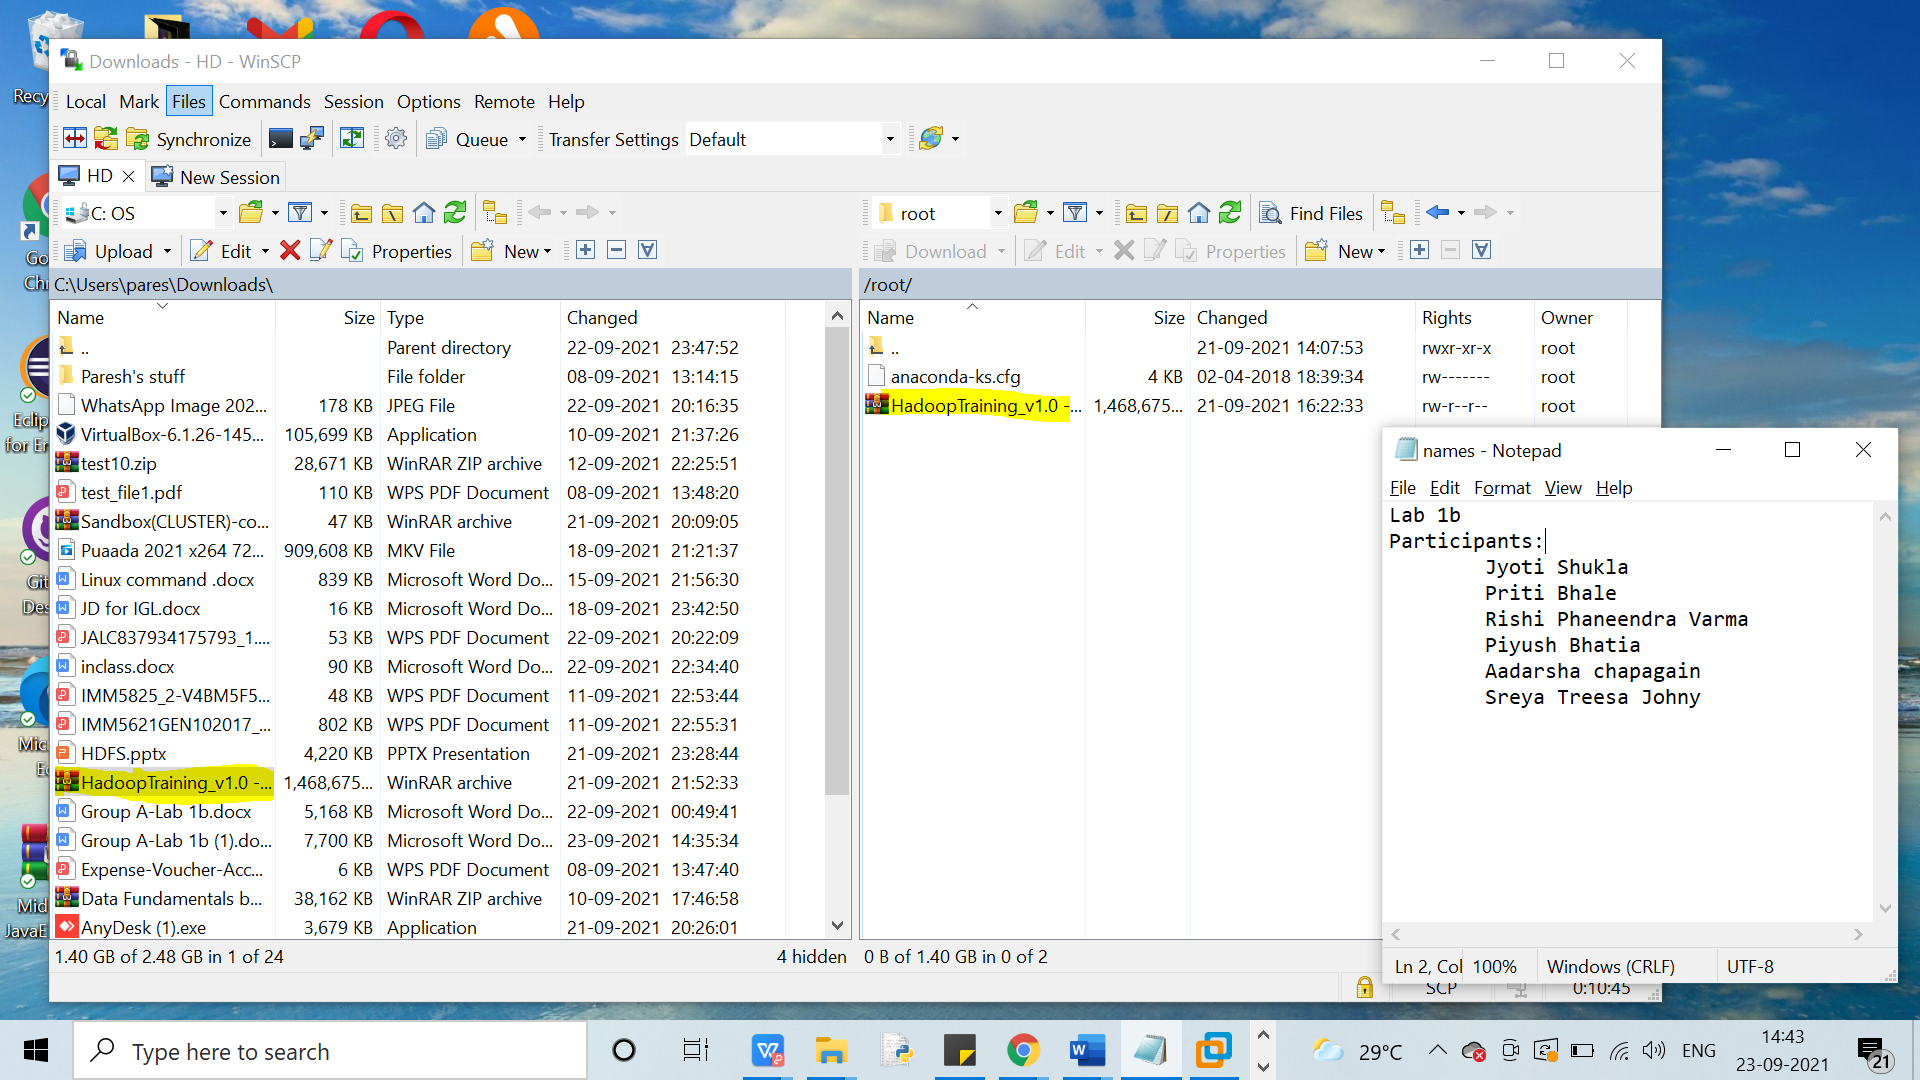 Recy
Downloads - HD - WinSCP
Local Mark Files Commands Session Options Remote Help
Synchronize Queue Transfer Settings Default
HD New Session
C: OS
Upload Edit Properties New
C:\Users\pares\Downloads\
Name Size Type Changed
.. Parent directory 22-09-2021 23:47:52
Paresh's stuff File folder 08-09-2021 13:14:15
WhatsApp Image 202... 178 KB JPEG File 22-09-2021 20:16:35
VirtualBox-6.1.26-145... 105,699 KB Application 10-09-2021 21:37:26
test10.zip 28,671 KB WinRAR ZIP archive 12-09-2021 22:25:51
test_file1.pdf 110 KB WPS PDF Document 08-09-2021 13:48:20
Sandbox(CLUSTER)-co... 47 KB WinRAR archive 21-09-2021 20:09:05
Puaada 2021 x264 72... 909,608 KB MKV File 18-09-2021 21:21:37
Linux command .docx 839 KB Microsoft Word Do... 15-09-2021 21:56:30
JD for IGL.docx 16 KB Microsoft Word Do... 18-09-2021 23:42:50
JALC837934175793_1.... 53 KB WPS PDF Document 22-09-2021 20:22:09
inclass.docx 90 KB Microsoft Word Do... 22-09-2021 22:34:40
IMM5825_2-V4BM5F5... 48 KB WPS PDF Document 11-09-2021 22:53:44
IMM5621GEN102017_... 802 KB WPS PDF Document 11-09-2021 22:55:31
HDFS.pptx 4,220 KB PPTX Presentation 21-09-2021 23:28:44
HadoopTraining_v1.0 -... 1,468,675... WinRAR archive 21-09-2021 21:52:33
Group A-Lab 1b.docx 5,168 KB Microsoft Word Do... 22-09-2021 00:49:41
Group A-Lab 1b (1).do... 7,700 KB Microsoft Word Do... 23-09-2021 14:35:34
Expense-Voucher-Acc... 6 KB WPS PDF Document 08-09-2021 13:47:40
Data Fundamentals b... 38,162 KB WinRAR ZIP archive 10-09-2021 17:46:58
AnyDesk (1).exe 3,679 KB Application 21-09-2021 20:26:01
1.40 GB of 2.48 GB in 1 of 24 4 hidden
root Find Files
Download Edit Properties New
/root/
Name Size Changed Rights Owner
.. 21-09-2021 14:07:53 rwxr-xr-x root
anaconda-ks.cfg 4 KB 02-04-2018 18:39:34 rw------- root
HadoopTraining_v1.0 -... 1,468,675... 21-09-2021 16:22:33 rw-r--r-- root
0 B of 1.40 GB in 0 of 2
SCP 0:10:45
names - Notepad
File Edit Format View Help
Lab 1b
Participants:
Jyoti Shukla
Priti Bhale
Rishi Phaneendra Varma
Piyush Bhatia
Aadarsha chapagain
Sreya Treesa Johny
Ln 2, Col 100% Windows (CRLF) UTF-8
Go
Chr
Eclip
for En
Git
Des
Mic
Ed
Mid
JavaE
Type here to search
29°C
ENG
14:43
23-09-2021
21